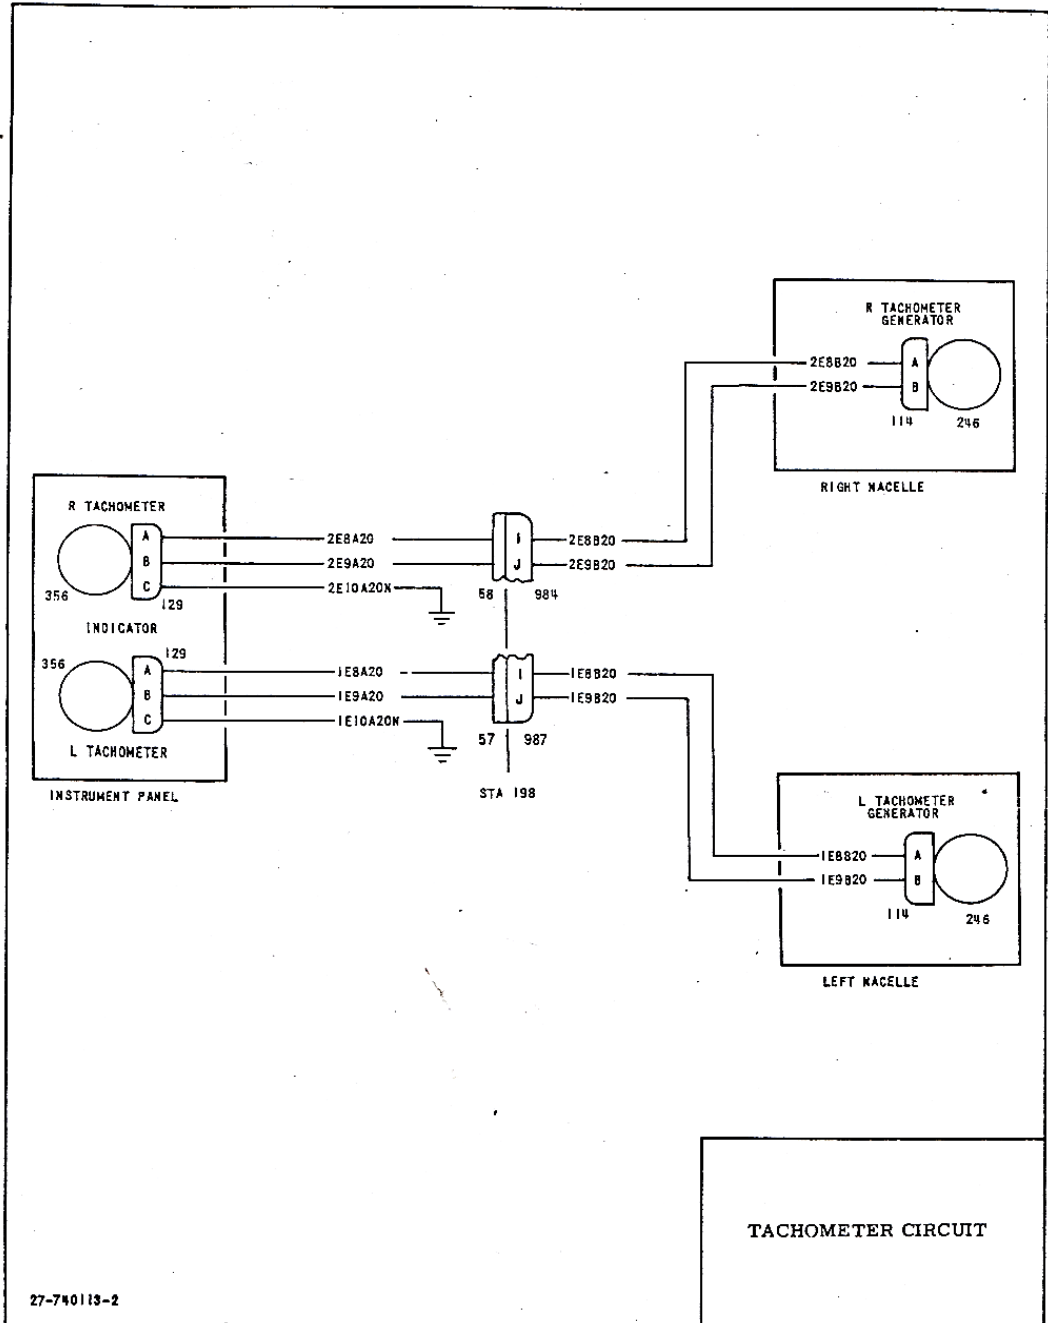 R TACHOMETER
GENERATOR
2E8B20
A
2E9B20
B
114
246
RIGHT NACELLE
R TACHOMETER
A
2E8A20
I
2E8B20
B
2E9A20
J
2E9B20
C
2E10A20N
356
129
58
984
INDICATOR
356
129
A
1E8A20
I
1E8B20
B
1E9A20
J
1E9B20
C
1E10A20N
L TACHOMETER
57
987
INSTRUMENT PANEL
STA 198
L TACHOMETER
GENERATOR
1E8B20
A
1E9B20
B
114
246
LEFT NACELLE
TACHOMETER CIRCUIT
27-740113-2